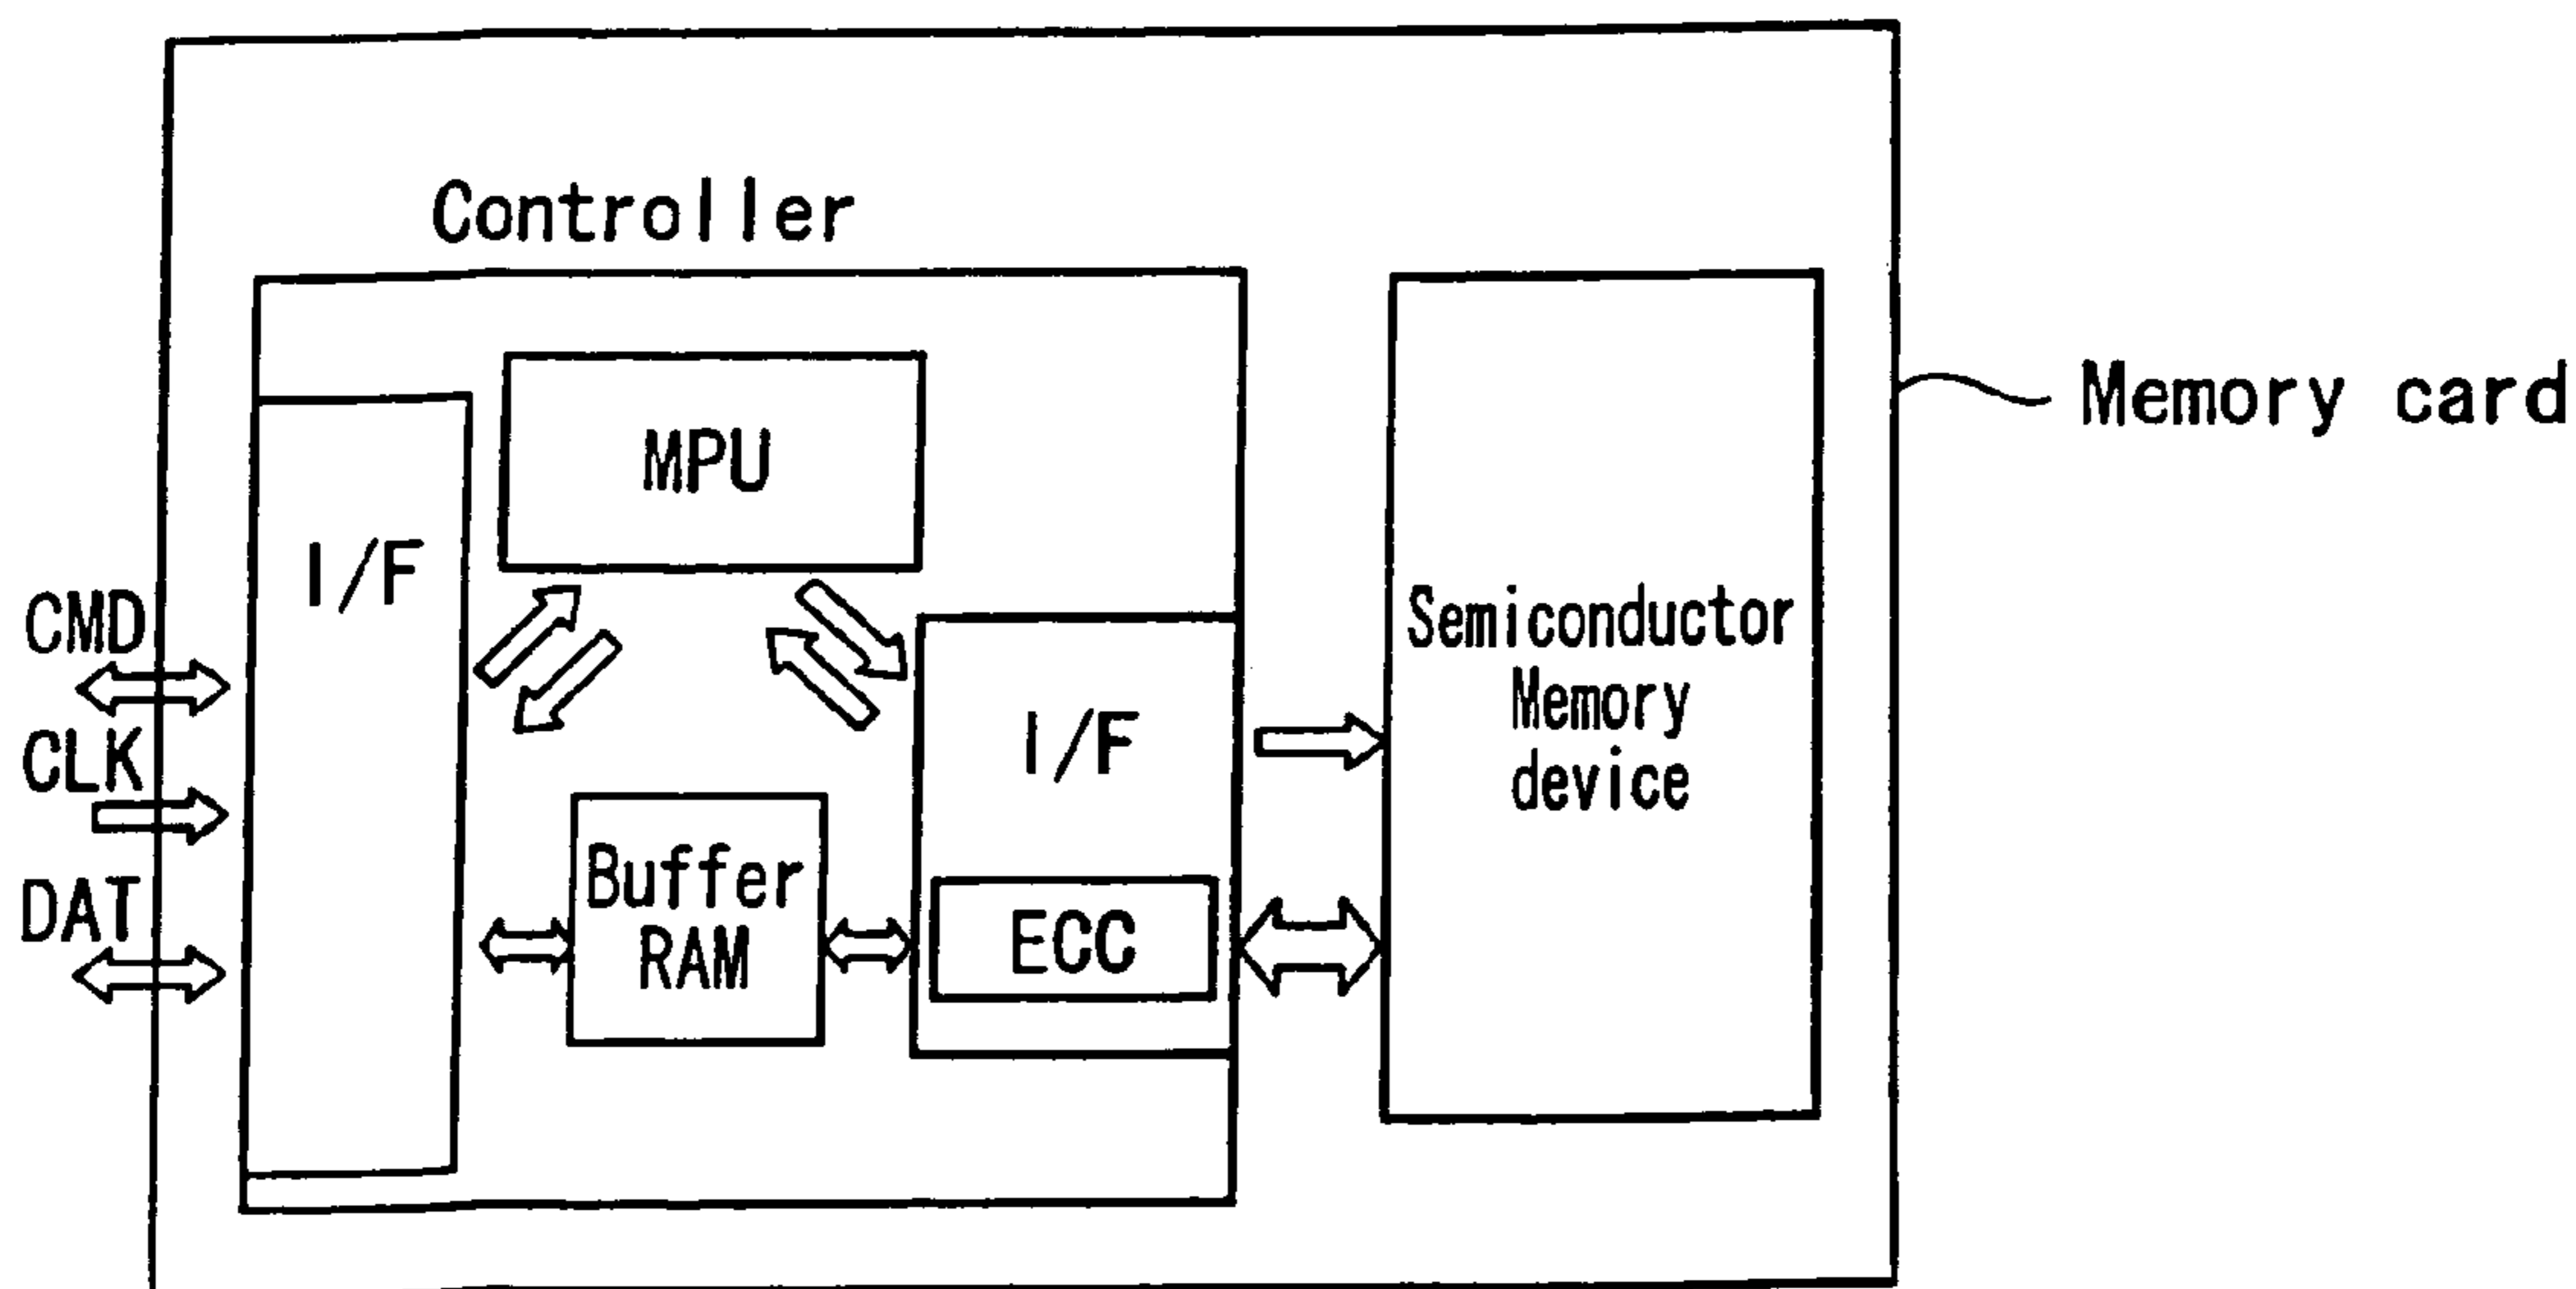 Controller
Memory card
MPU
I/F
CMD
CLK
DAT
I/F
Buffer
RAM
ECC
Semiconductor
Memory
device